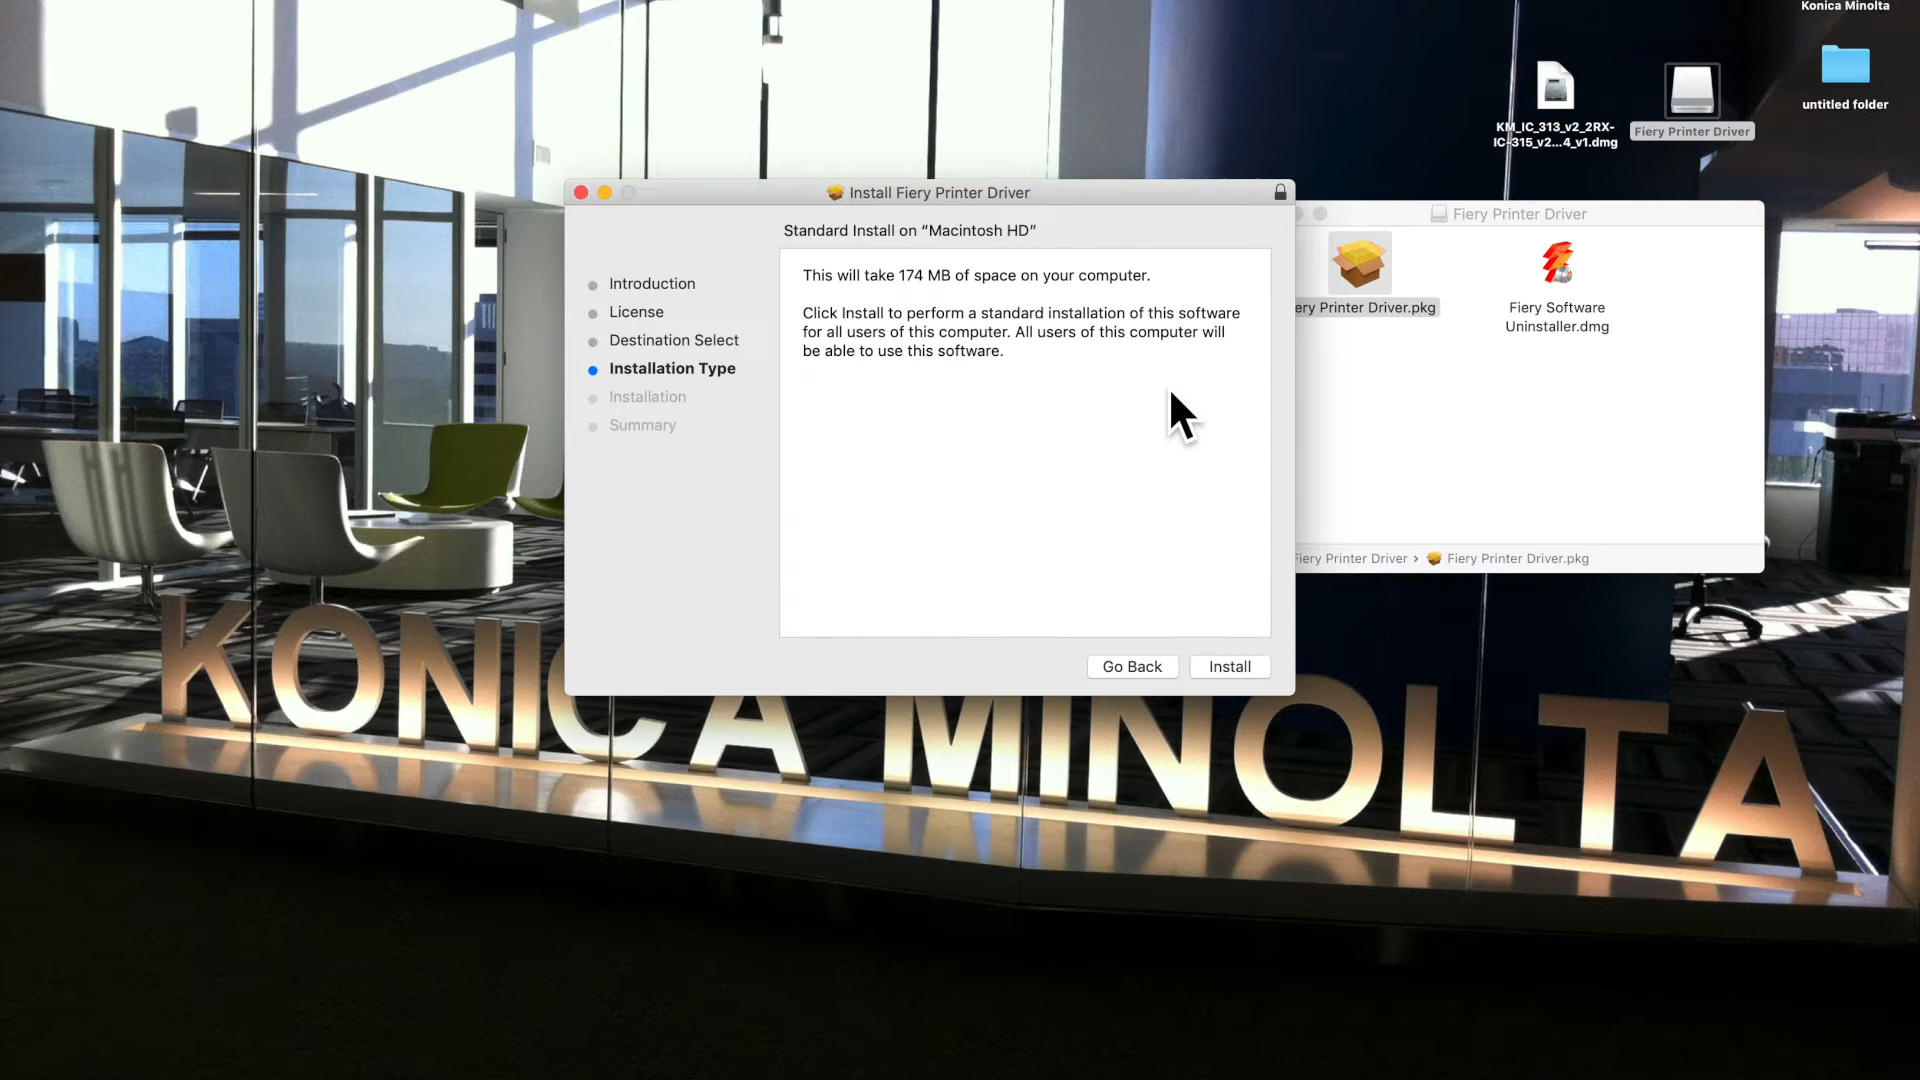 Konica Minolta
untitled folder
KM_IC_313_v2_2RX-
IC-315_v2...4_v1.dmg
Fiery Printer Driver
Install Fiery Printer Driver
Standard Install on “Macintosh HD”
Introduction
License
Destination Select
Installation Type
Installation
Summary
This will take 174 MB of space on your computer.
Click Install to perform a standard installation of this software
for all users of this computer. All users of this computer will
be able to use this software.
Go Back
Install
Fiery Printer Driver
ery Printer Driver.pkg
Fiery Software
Uninstaller.dmg
Fiery Printer Driver › Fiery Printer Driver.pkg
KONICA MINOLTA